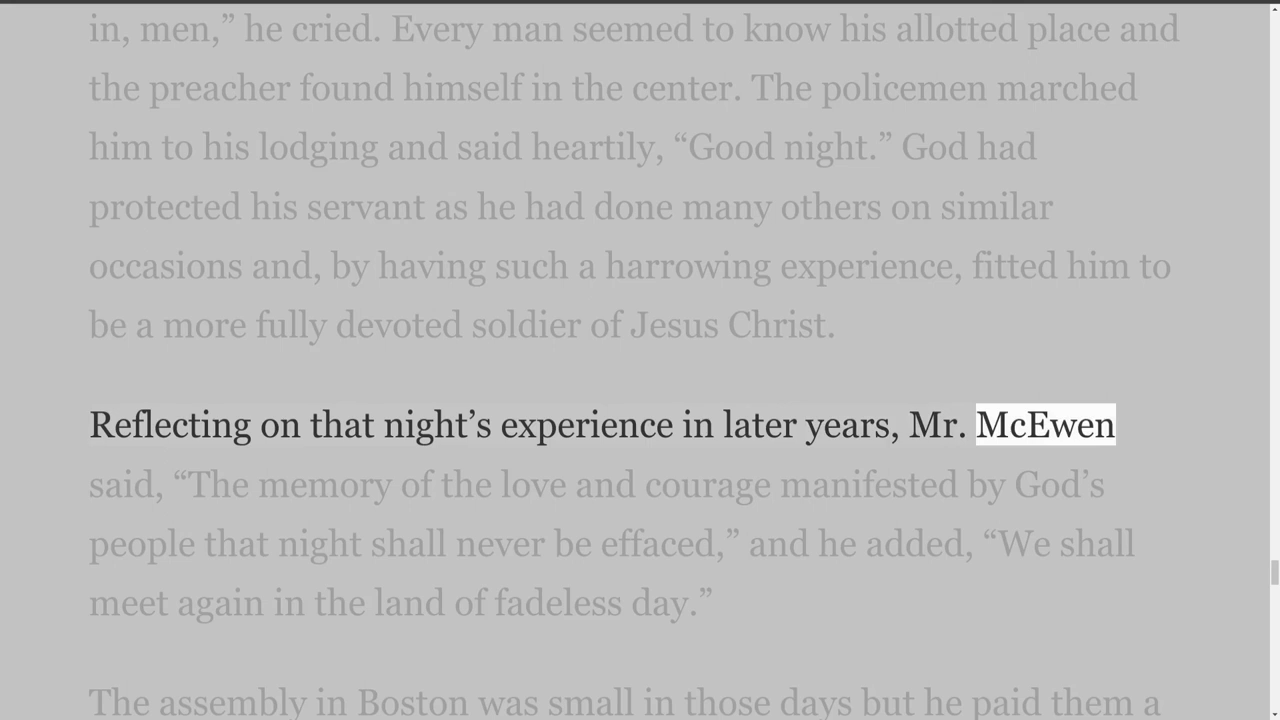 in, men,” he cried. Every man seemed to know his allotted place and
the preacher found himself in the center. The policemen marched
him to his lodging and said heartily, “Good night.” God had
protected his servant as he had done many others on similar
occasions and, by having such a harrowing experience, fitted him to
be a more fully devoted soldier of Jesus Christ.
Reflecting on that night’s experience in later years, Mr. McEwen
said, “The memory of the love and courage manifested by God’s
people that night shall never be effaced,” and he added, “We shall
meet again in the land of fadeless day.”
The assembly in Boston was small in those days but he paid them a